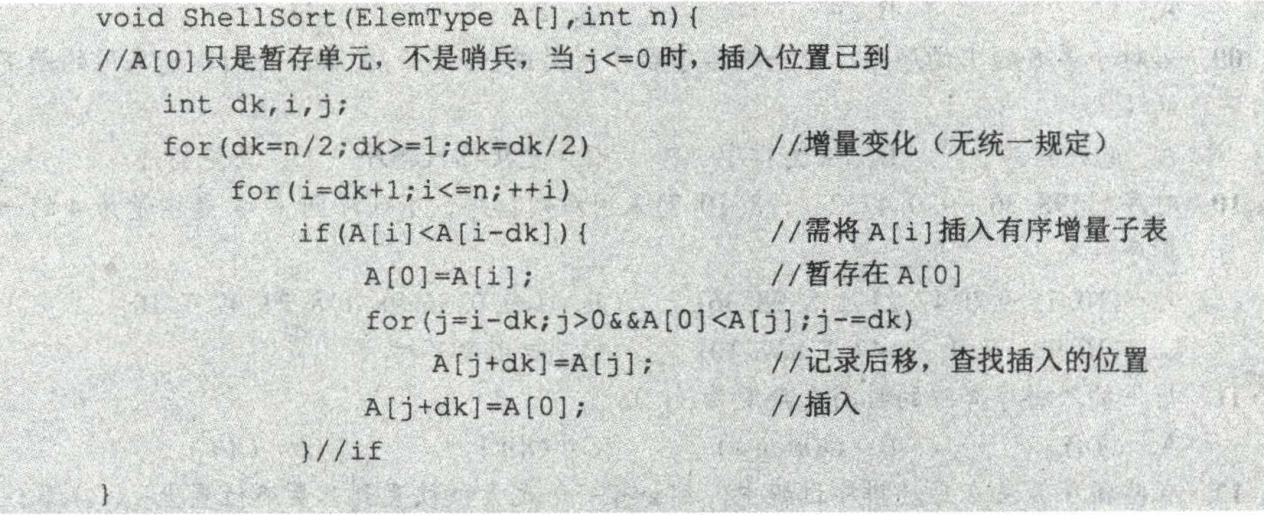 void ShellSort(ElemType A[],int n){
//A[0]只是暂存单元，不是哨兵，当j<=0时，插入位置已到
int dk,i,j;
for(dk=n/2;dk>=1;dk=dk/2) //增量变化（无统一规定）
for(i=dk+1;i<=n;++i)
if(A[i]<A[i-dk]){ //需将A[i]插入有序增量子表
A[0]=A[i]; //暂存在A[0]
for(j=i-dk;j>0&&A[0]<A[j];j-=dk)
A[j+dk]=A[j]; //记录后移，查找插入的位置
A[j+dk]=A[0]; //插入
}//if
}